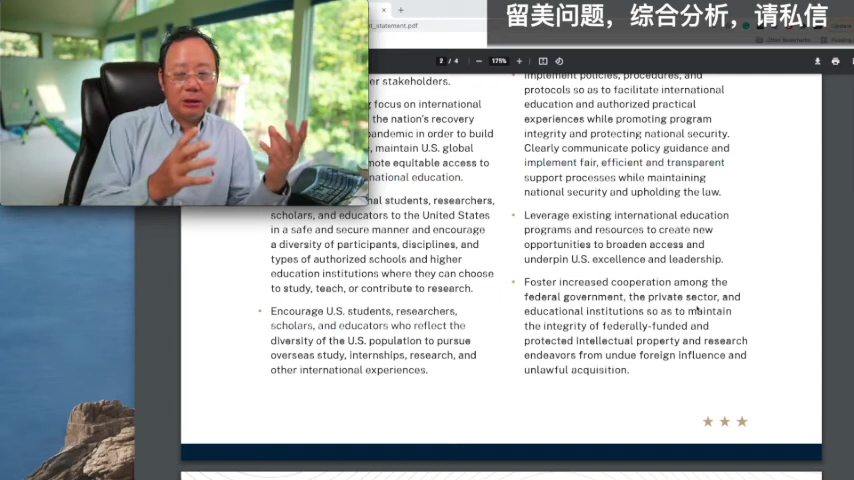 留美问题，综合分析，请私信
t_statement.pdf
2 / 4
175%
er stakeholders.
focus on international
the nation's recovery
andemic in order to build
, maintain U.S. global
mote equitable access to
national education.
nal students, researchers,
scholars, and educators to the United States
in a safe and secure manner and encourage
a diversity of participants, disciplines, and
types of authorized schools and higher
education institutions where they can choose
to study, teach, or contribute to research.
Encourage U.S. students, researchers,
scholars, and educators who reflect the
diversity of the U.S. population to pursue
overseas study, internships, research, and
other international experiences.
Implement policies, procedures, and
protocols so as to facilitate international
education and authorized practical
experiences while promoting program
integrity and protecting national security.
Clearly communicate policy guidance and
implement fair, efficient and transparent
support processes while maintaining
national security and upholding the law.
Leverage existing international education
programs and resources to create new
opportunities to broaden access and
underpin U.S. excellence and leadership.
Foster increased cooperation among the
federal government, the private sector, and
educational institutions so as to maintain
the integrity of federally-funded and
protected intellectual property and research
endeavors from undue foreign influence and
unlawful acquisition.